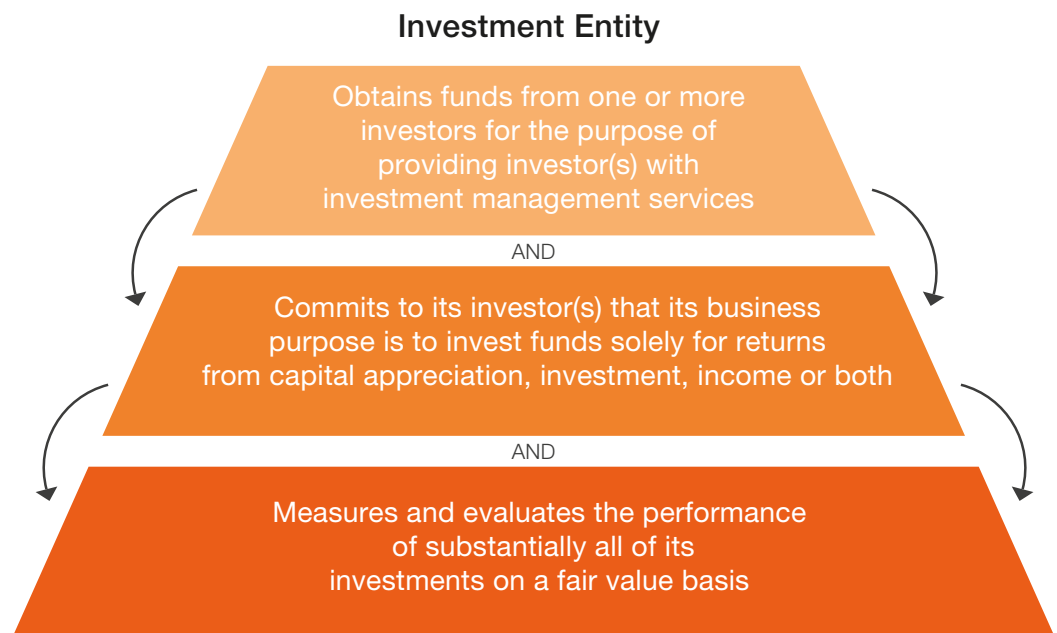 Investment Entity
Obtains funds from one or more
investors for the purpose of
providing investor(s) with
investment management services
AND
Commits to its investor(s) that its business
purpose is to invest funds solely for returns
from capital appreciation, investment, income or both
AND
Measures and evaluates the performance
of substantially all of its
investments on a fair value basis